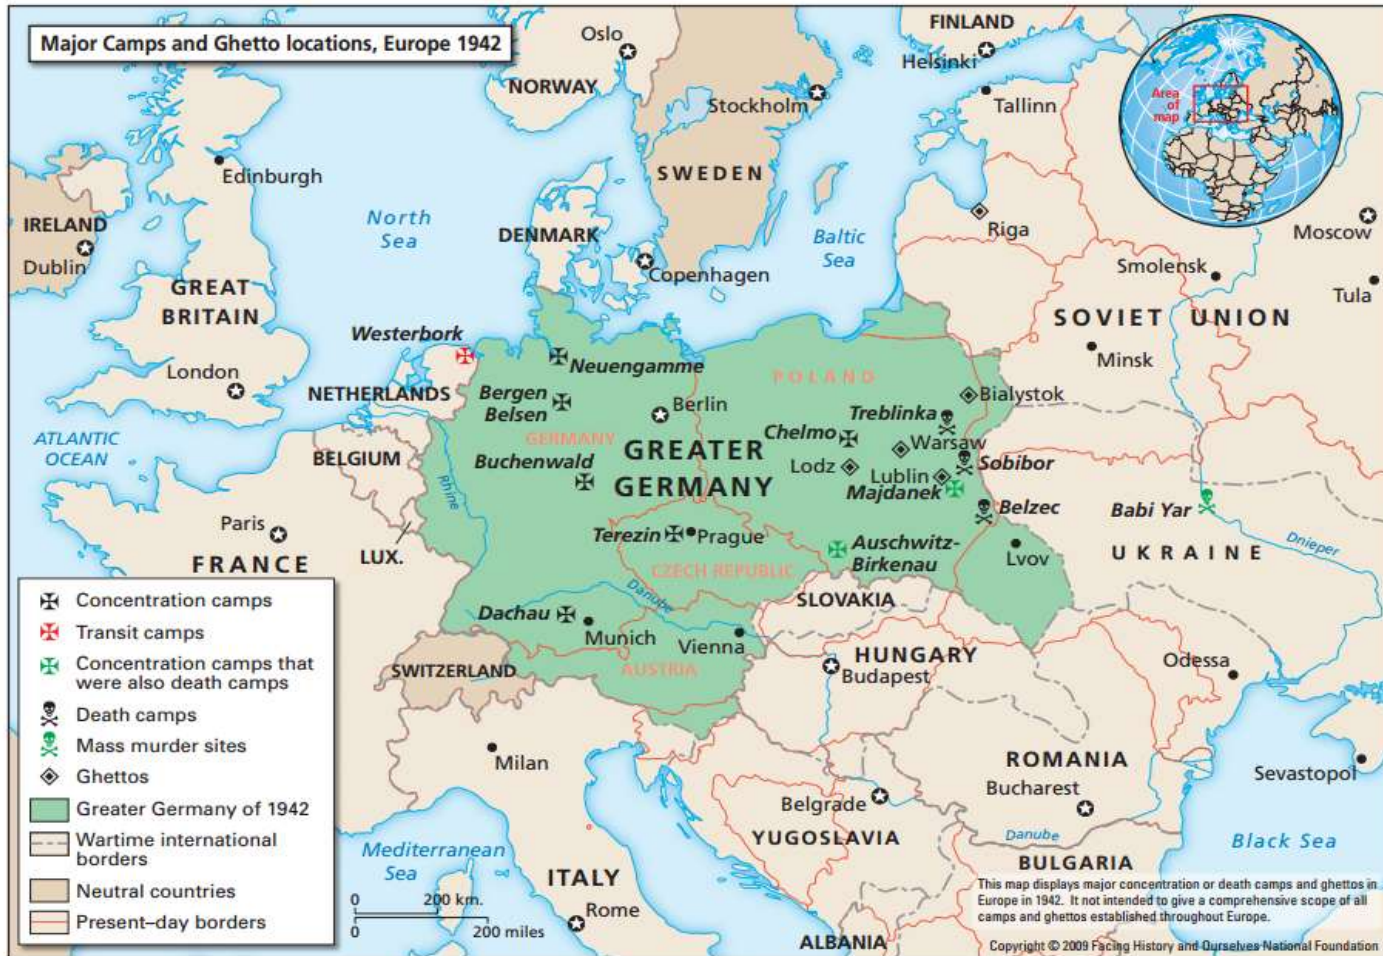 Major Camps and Ghetto locations, Europe 1942
Oslo
NORWAY
FINLAND
Helsinki
Stockholm
Tallinn
SWEDEN
Area
of
map
Edinburgh
North
Sea
IRELAND
Dublin
DENMARK
Copenhagen
Baltic
Sea
Riga
Moscow
Smolensk
Tula
GREAT
BRITAIN
SOVIET UNION
Westerbork
Minsk
London
NETHERLANDS
Neuengamme
Bergen
Belsen
Berlin
POLAND
Bialystok
Treblinka
ATLANTIC
OCEAN
BELGIUM
GERMANY
GREATER
GERMANY
Chelmo
Warsaw
Lodz
Lublin
Sobibor
Majdanek
Buchenwald
Rhine
Belzec
Babi Yar
Paris
FRANCE
LUX.
Terezin
Prague
CZECH REPUBLIC
Auschwitz-
Birkenau
Lvov
UKRAINE
Dnieper
SLOVAKIA
Danube
Dachau
Munich
Vienna
AUSTRIA
SWITZERLAND
HUNGARY
Budapest
Odessa
Milan
ROMANIA
Bucharest
Sevastopol
Belgrade
YUGOSLAVIA
Danube
Black Sea
BULGARIA
Mediterranean
Sea
ITALY
Rome
ALBANIA
Concentration camps
Transit camps
Concentration camps that
were also death camps
Death camps
Mass murder sites
Ghettos
Greater Germany of 1942
Wartime international
borders
Neutral countries
Present–day borders
0 200 km.
0 200 miles
This map displays major concentration or death camps and ghettos in
Europe in 1942. It not intended to give a comprehensive scope of all
camps and ghettos established throughout Europe.
Copyright © 2009 Facing History and Ourselves National Foundation